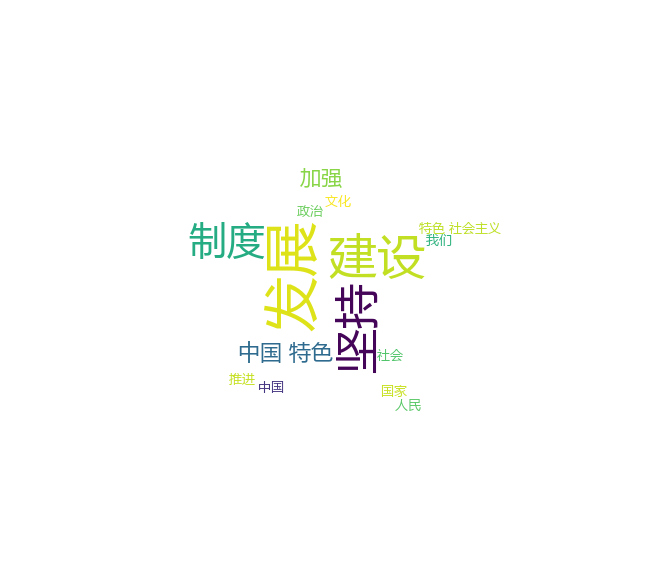 加强
文化
政治
制度
发展
建设
特色 社会主义
我们
坚持
中国 特色
社会
推进
中国
国家
人民